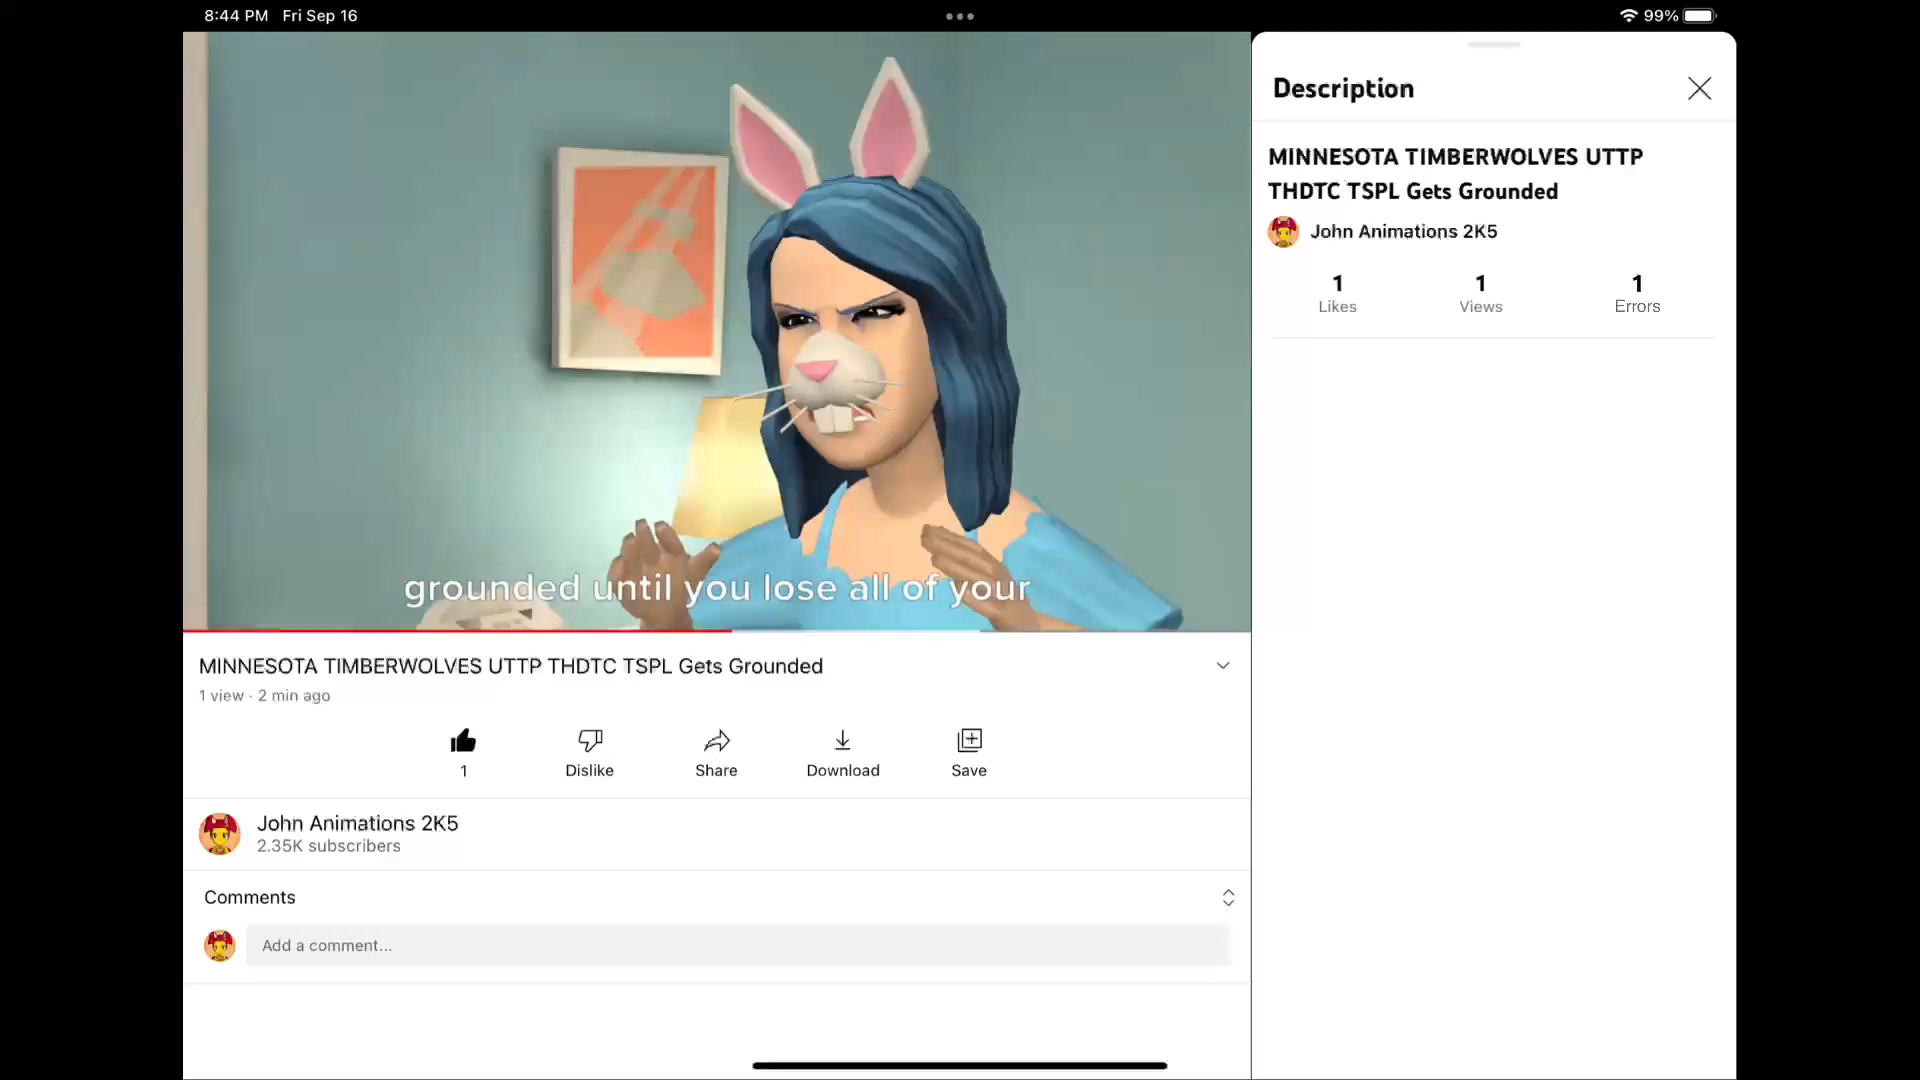 8:44 PM Fri Sep 16
99%
grounded until you lose all of your
MINNESOTA TIMBERWOLVES UTTP THDTC TSPL Gets Grounded
1 view · 2 min ago
1
Dislike
Share
Download
Save
John Animations 2K5
2.35K subscribers
Comments
Add a comment...
Description
MINNESOTA TIMBERWOLVES UTTP
THDTC TSPL Gets Grounded
John Animations 2K5
1 1 1
Likes Views Errors